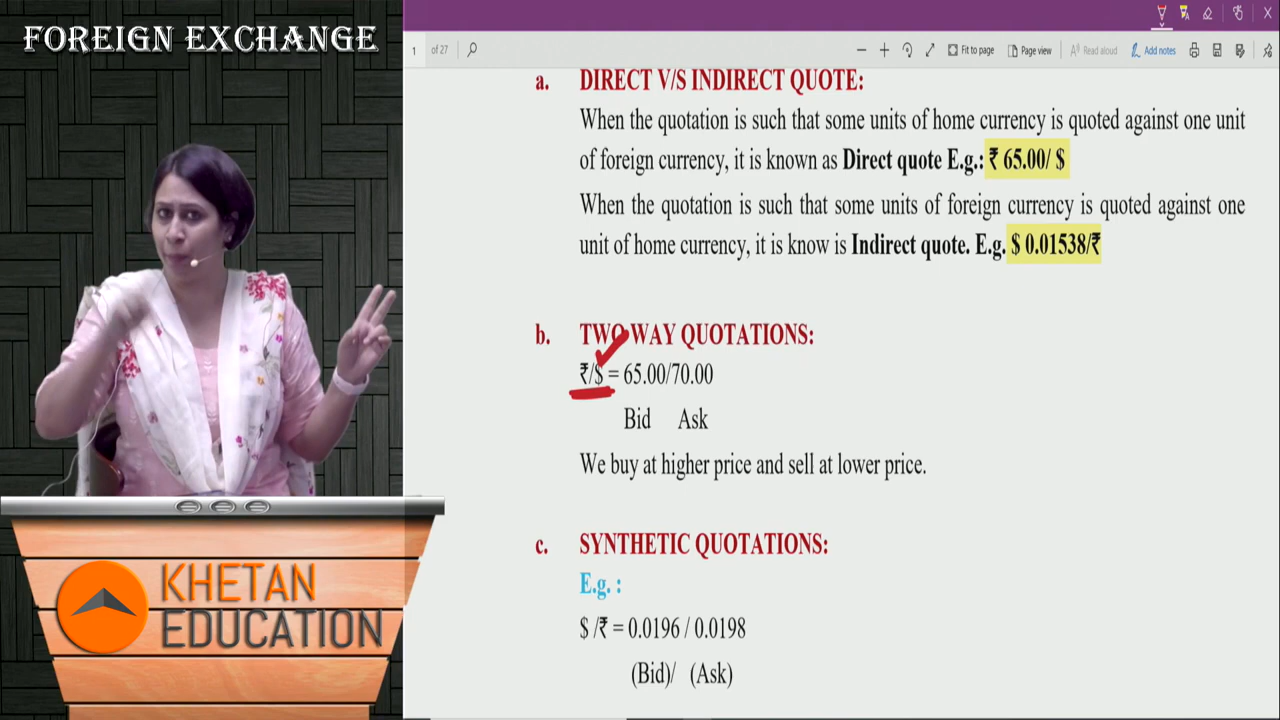 FOREIGN EXCHANGE
1 of 27
Fit to page
Page view
Read aloud
Add notes
a. DIRECT V/S INDIRECT QUOTE:
When the quotation is such that some units of home currency is quoted against one unit
of foreign currency, it is known as Direct quote E.g.: ₹ 65.00/ $
When the quotation is such that some units of foreign currency is quoted against one
unit of home currency, it is know is Indirect quote. E.g. $ 0.01538/₹
b. TWO WAY QUOTATIONS:
₹/$ = 65.00/70.00
Bid Ask
We buy at higher price and sell at lower price.
c. SYNTHETIC QUOTATIONS:
E.g. :
$ /₹ = 0.0196 / 0.0198
(Bid)/ (Ask)
KHETAN
EDUCATION